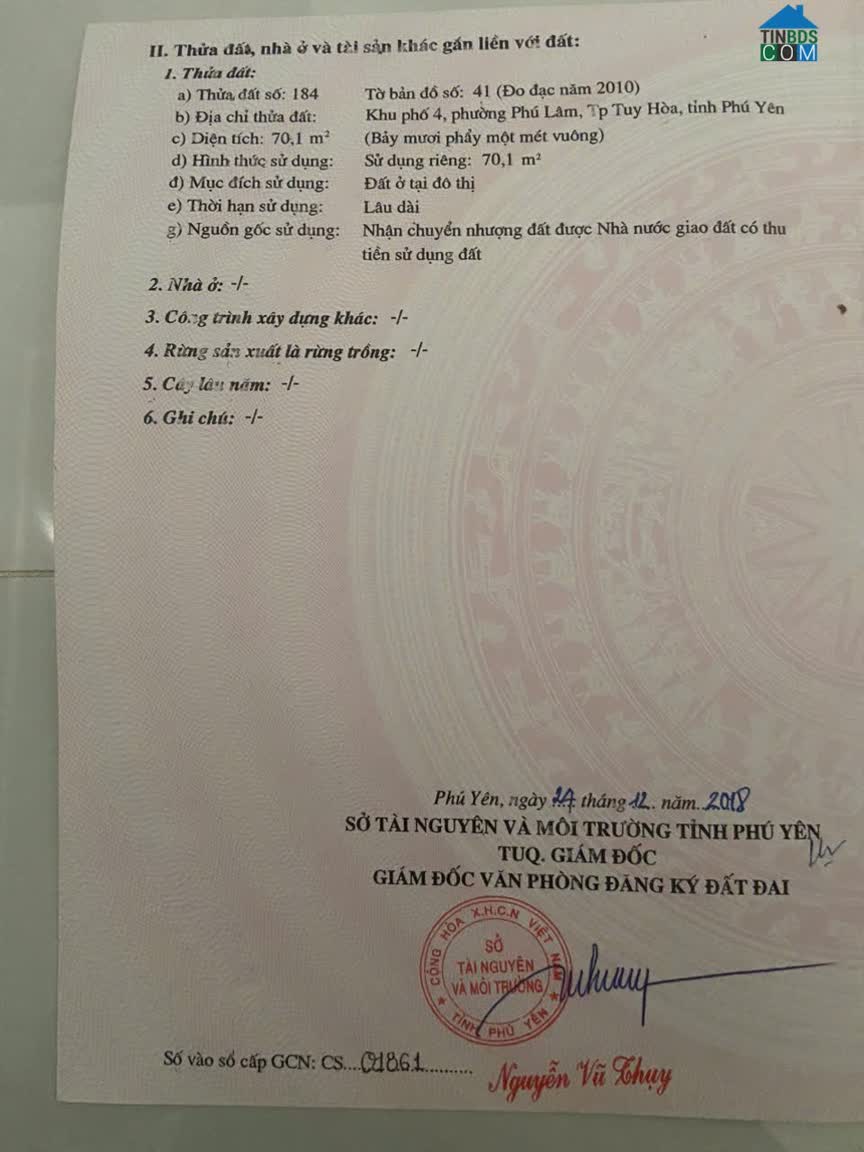 TINBDS
COM
II. Thửa đất, nhà ở và tài sản khác gắn liền với đất:
1. Thửa đất:
a) Thửa đất số: 184 Tờ bản đồ số: 41 (Đo đạc năm 2010)
b) Địa chỉ thửa đất: Khu phố 4, phường Phú Lâm, Tp Tuy Hòa, tỉnh Phú Yên
c) Diện tích: 70,1 m² (Bảy mươi phẩy một mét vuông)
d) Hình thức sử dụng: Sử dụng riêng: 70,1 m²
đ) Mục đích sử dụng: Đất ở tại đô thị
e) Thời hạn sử dụng: Lâu dài
g) Nguồn gốc sử dụng: Nhận chuyển nhượng đất được Nhà nước giao đất có thu
tiền sử dụng đất
2. Nhà ở: -/-
3. Công trình xây dựng khác: -/-
4. Rừng sản xuất là rừng trồng: -/-
5. Cây lâu năm: -/-
6. Ghi chú: -/-
Phú Yên, ngày 24 tháng 12. năm..2018
SỞ TÀI NGUYÊN VÀ MÔI TRƯỜNG TỈNH PHÚ YÊN
TUQ. GIÁM ĐỐC
GIÁM ĐỐC VĂN PHÒNG ĐĂNG KÝ ĐẤT ĐAI
CỘNG HÒA X.H.C.N VIỆT NAM
SỞ
TÀI NGUYÊN
VÀ MÔI TRƯỜNG
TỈNH PHÚ YÊN
Số vào sổ cấp GCN: CS....01861..........
Nguyễn Vũ Thụy